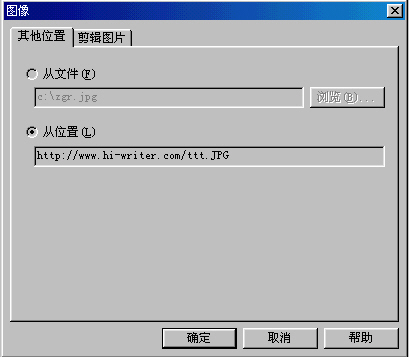 图像
其他位置 剪辑图片
从文件(F)
c:\zgr.jpg 浏览(B)...
从位置(L)
http://www.hi-writer.com/ttt.JPG
确定 取消 帮助